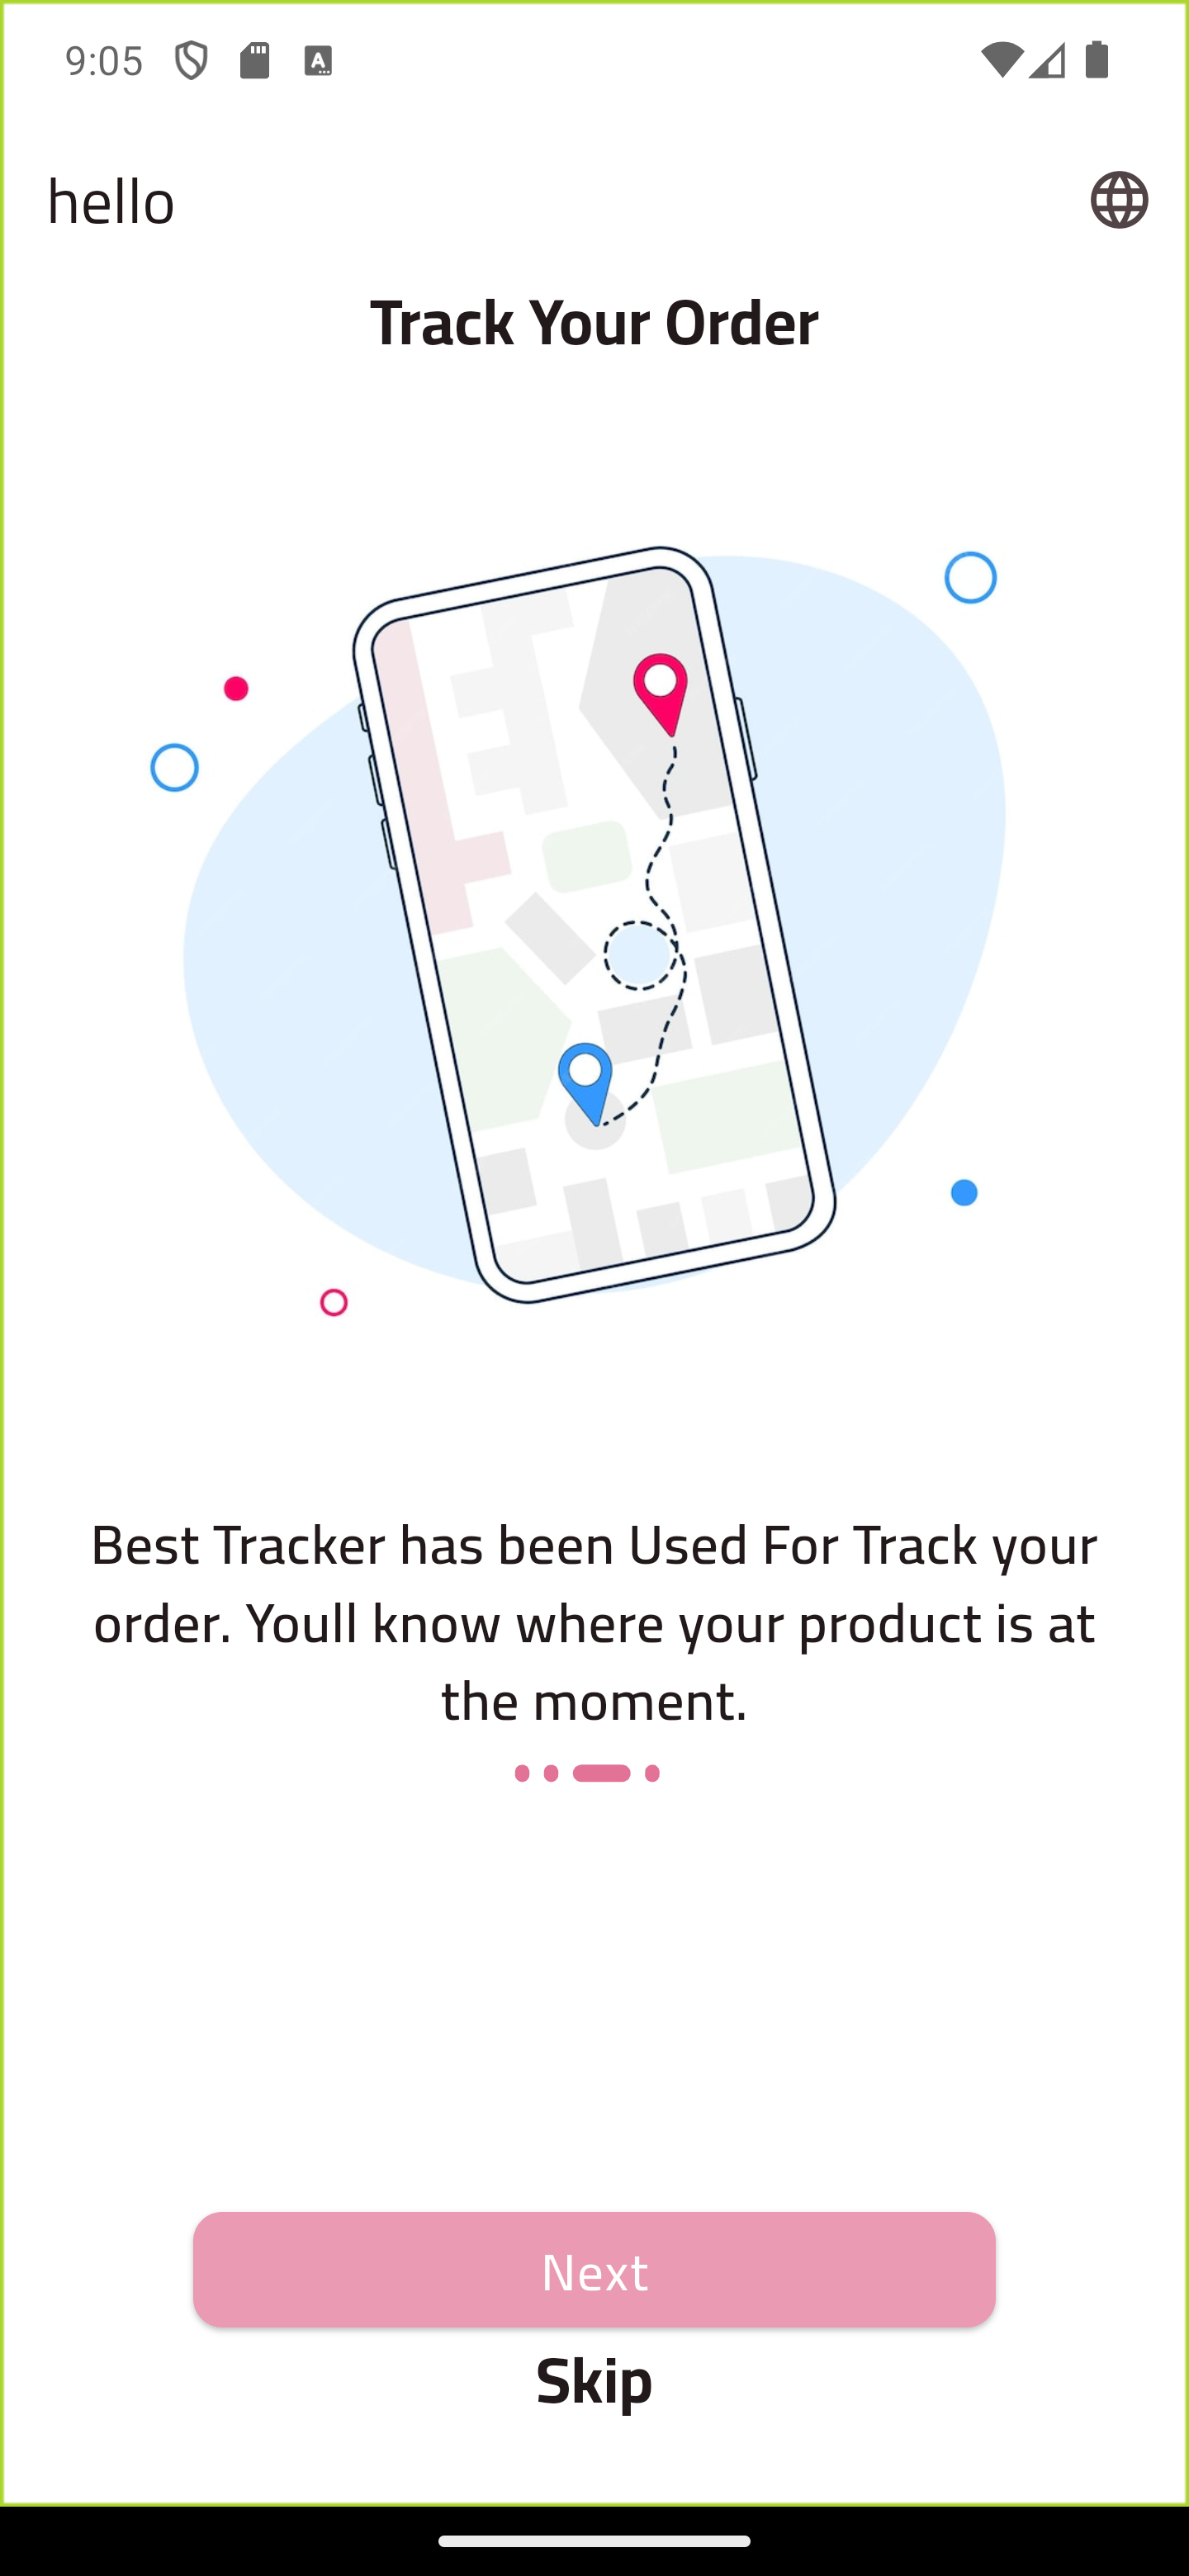 9:05
hello
Track Your Order
Best Tracker has been Used For Track your
order. Youll know where your product is at
the moment.
Next
Skip